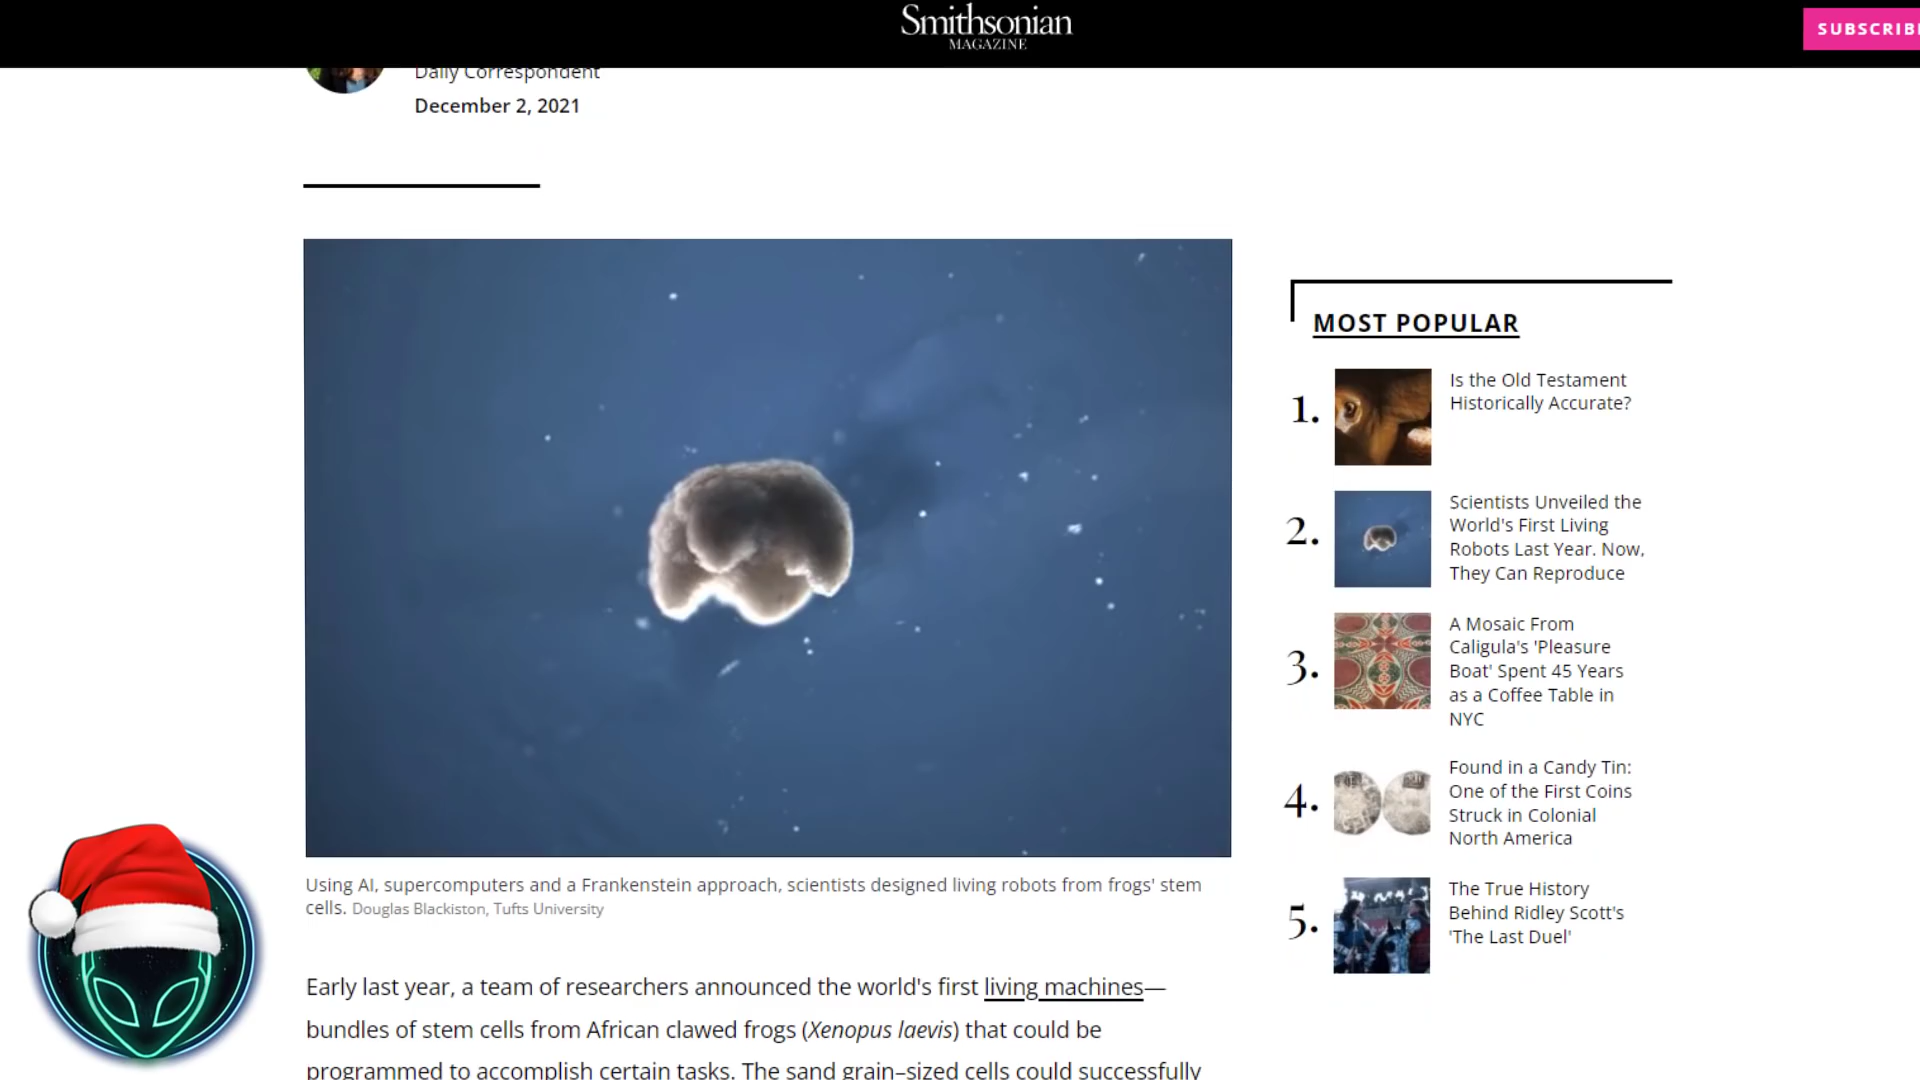 Smithsonian
MAGAZINE
SUBSCRIBE
Daily Correspondent
December 2, 2021
MOST POPULAR
1.
Is the Old Testament
Historically Accurate?
2.
Scientists Unveiled the
World's First Living
Robots Last Year. Now,
They Can Reproduce
3.
A Mosaic From
Caligula's 'Pleasure
Boat' Spent 45 Years
as a Coffee Table in
NYC
4.
Found in a Candy Tin:
One of the First Coins
Struck in Colonial
North America
5.
The True History
Behind Ridley Scott's
'The Last Duel'
Using AI, supercomputers and a Frankenstein approach, scientists designed living robots from frogs' stem
cells. Douglas Blackiston, Tufts University
Early last year, a team of researchers announced the world's first living machines—
bundles of stem cells from African clawed frogs (Xenopus laevis) that could be
programmed to accomplish certain tasks. The sand grain–sized cells could successfully